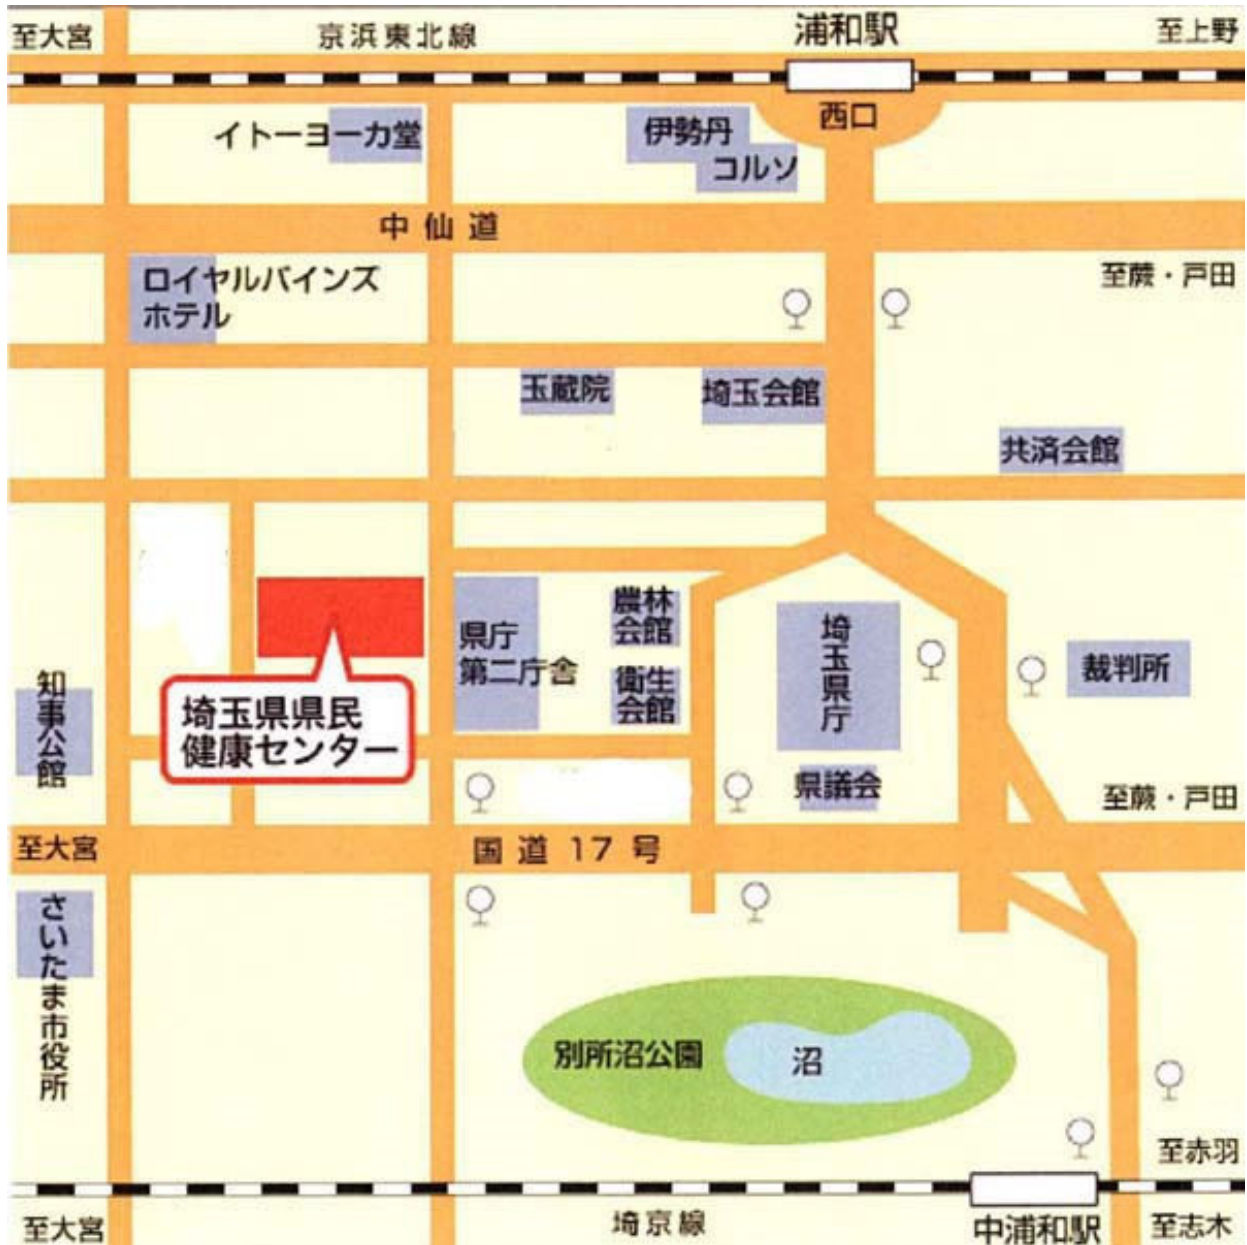 至大宮
京浜東北線
浦和駅
至上野
西口
イトーヨーカ堂
伊勢丹
コルソ
中仙道
ロイヤルパインズ
ホテル
至蕨・戸田
玉蔵院
埼玉会館
共済会館
県庁
第二庁舎
農林
会館
衛生
会館
埼玉県庁
裁判所
知事公館
埼玉県県民
健康センター
県議会
至蕨・戸田
至大宮
国道17号
さいたま市役所
別所沼公園
沼
至赤羽
至大宮
埼京線
中浦和駅
至志木